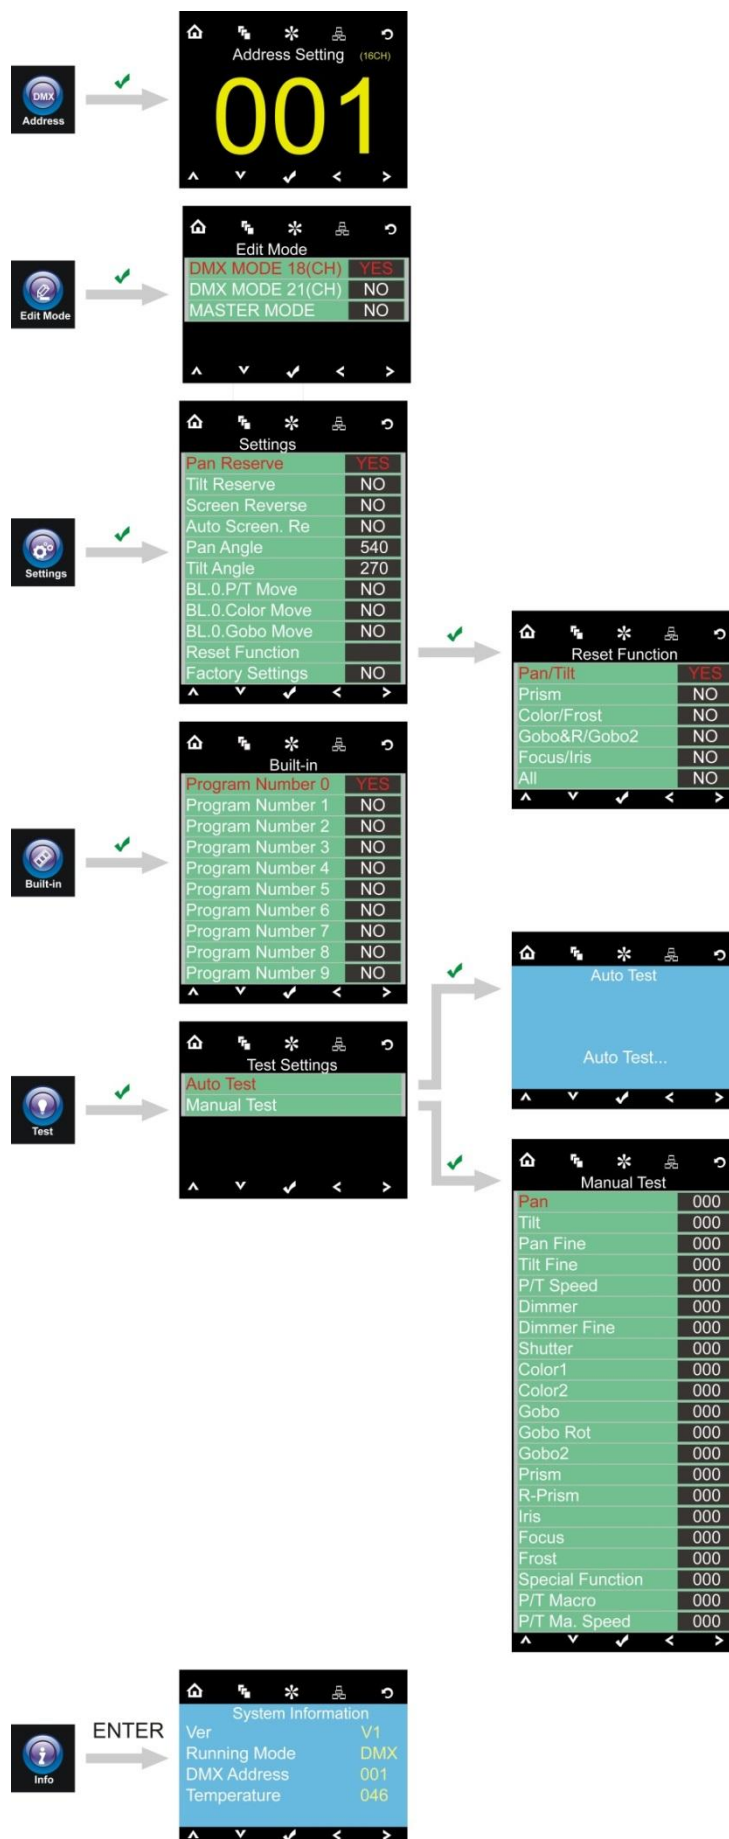 Address Setting (16CH)
DMX
Address
001
Edit Mode
DMX MODE 18(CH) YES
DMX MODE 21(CH) NO
MASTER MODE NO
Edit Mode
Settings
Pan Reserve YES
Tilt Reserve NO
Screen Reverse NO
Auto Screen. Re NO
Pan Angle 540
Tilt Angle 270
BL.0.P/T Move NO
BL.0.Color Move NO
BL.0.Gobo Move NO
Reset Function
Factory Settings NO
Settings
Reset Function
Pan/Tilt YES
Prism NO
Color/Frost NO
Gobo&R/Gobo2 NO
Focus/Iris NO
All NO
Built-in
Program Number 0 YES
Program Number 1 NO
Program Number 2 NO
Program Number 3 NO
Program Number 4 NO
Program Number 5 NO
Program Number 6 NO
Program Number 7 NO
Program Number 8 NO
Program Number 9 NO
Built-in
Auto Test
Auto Test...
Test Settings
Auto Test
Manual Test
Test
Manual Test
Pan 000
Tilt 000
Pan Fine 000
Tilt Fine 000
P/T Speed 000
Dimmer 000
Dimmer Fine 000
Shutter 000
Color1 000
Color2 000
Gobo 000
Gobo Rot 000
Gobo2 000
Prism 000
R-Prism 000
Iris 000
Focus 000
Frost 000
Special Function 000
P/T Macro 000
P/T Ma. Speed 000
System Information
Ver V1
Running Mode DMX
DMX Address 001
Temperature 046
ENTER
Info